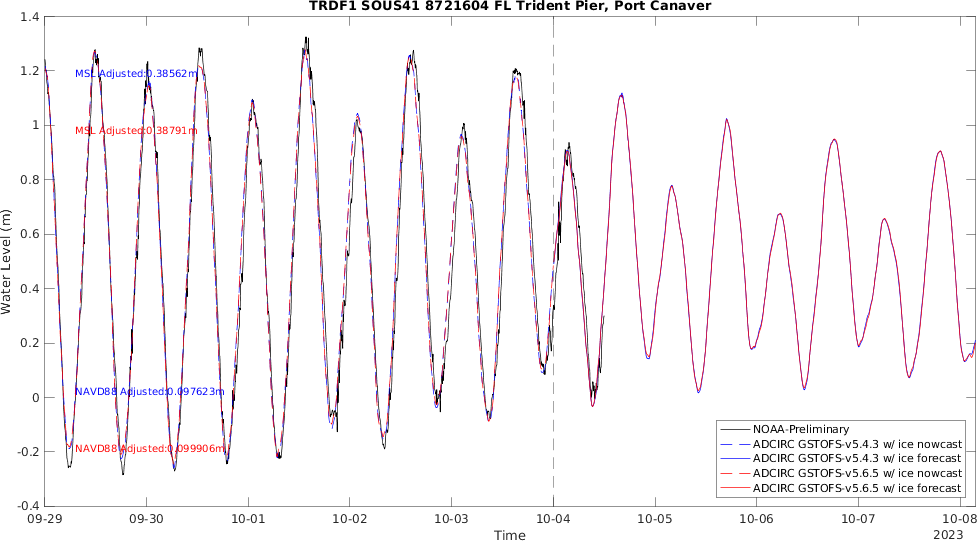 TRDF1 SOUS41 8721604 FL Trident Pier, Port Canaver
1.4
1.2
1
0.8
0.6
0.4
0.2
0
-0.2
-0.4
Water Level (m)
MSL Adjusted:0.38562m
MSL Adjusted:0.38791m
NAVD88 Adjusted:0.097623m
NAVD88 Adjusted:0.099906m
NOAA-Preliminary
ADCIRC GSTOFS-v5.4.3 w/ ice nowcast
ADCIRC GSTOFS-v5.4.3 w/ ice forecast
ADCIRC GSTOFS-v5.6.5 w/ ice nowcast
ADCIRC GSTOFS-v5.6.5 w/ ice forecast
09-29 09-30 10-01 10-02 10-03 10-04 10-05 10-06 10-07 10-08
2023
Time